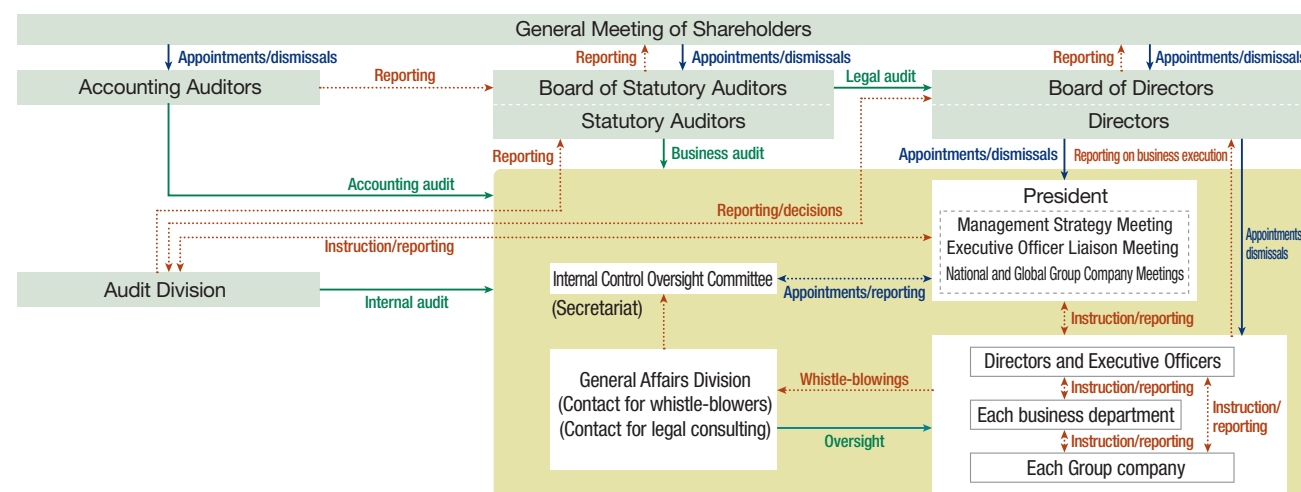 General Meeting of Shareholders
Appointments/dismissals
Reporting
Appointments/dismissals
Reporting
Appointments/dismissals
Accounting Auditors
Reporting
Board of Statutory Auditors
Legal audit
Board of Directors
Statutory Auditors
Directors
Reporting
Business audit
Appointments/dismissals
Reporting on business execution
Accounting audit
President
Reporting/decisions
Management Strategy Meeting
Instruction/reporting
Executive Officer Liaison Meeting
National and Global Group Company Meetings
Appointments/
dismissals
Audit Division
Internal audit
Internal Control Oversight Committee
(Secretariat)
Appointments/reporting
Instruction/reporting
General Affairs Division
(Contact for whistle-blowers)
(Contact for legal consulting)
Whistle-blowings
Oversight
Directors and Executive Officers
Instruction/reporting
Each business department
Instruction/
reporting
Instruction/reporting
Each Group company